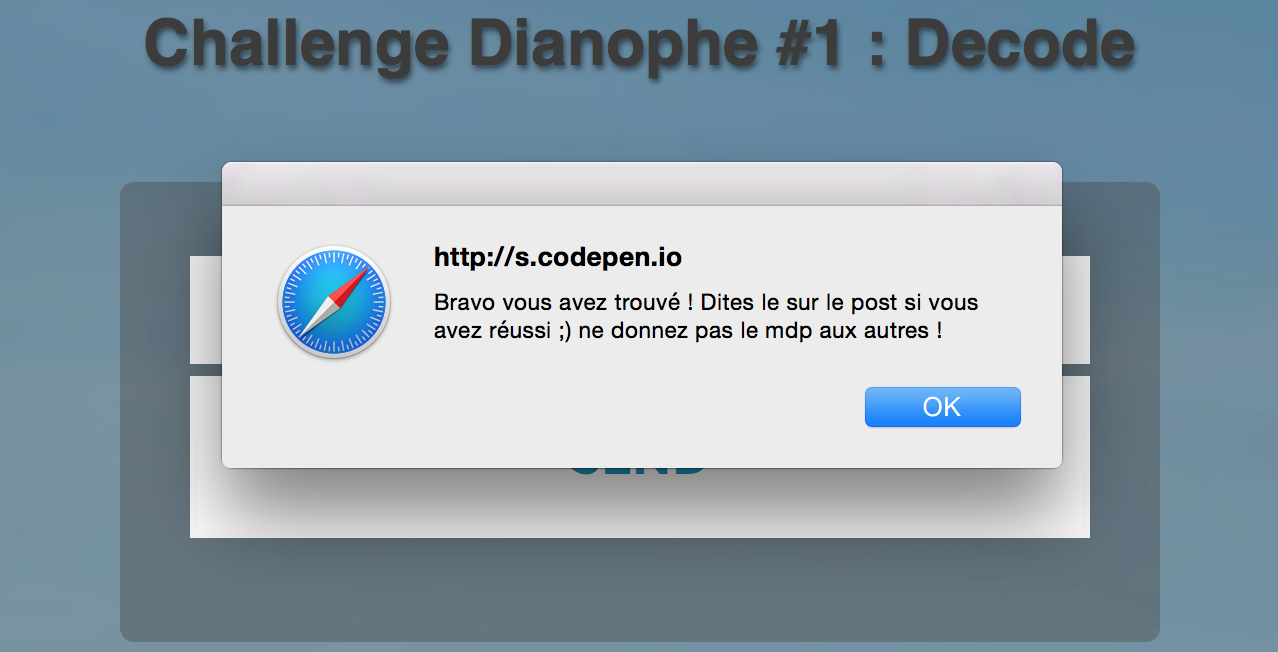 Challenge Dianophe #1 : Decode
http://s.codepen.io
Bravo vous avez trouvé ! Dites le sur le post si vous
avez réussi ;) ne donnez pas le mdp aux autres !
OK